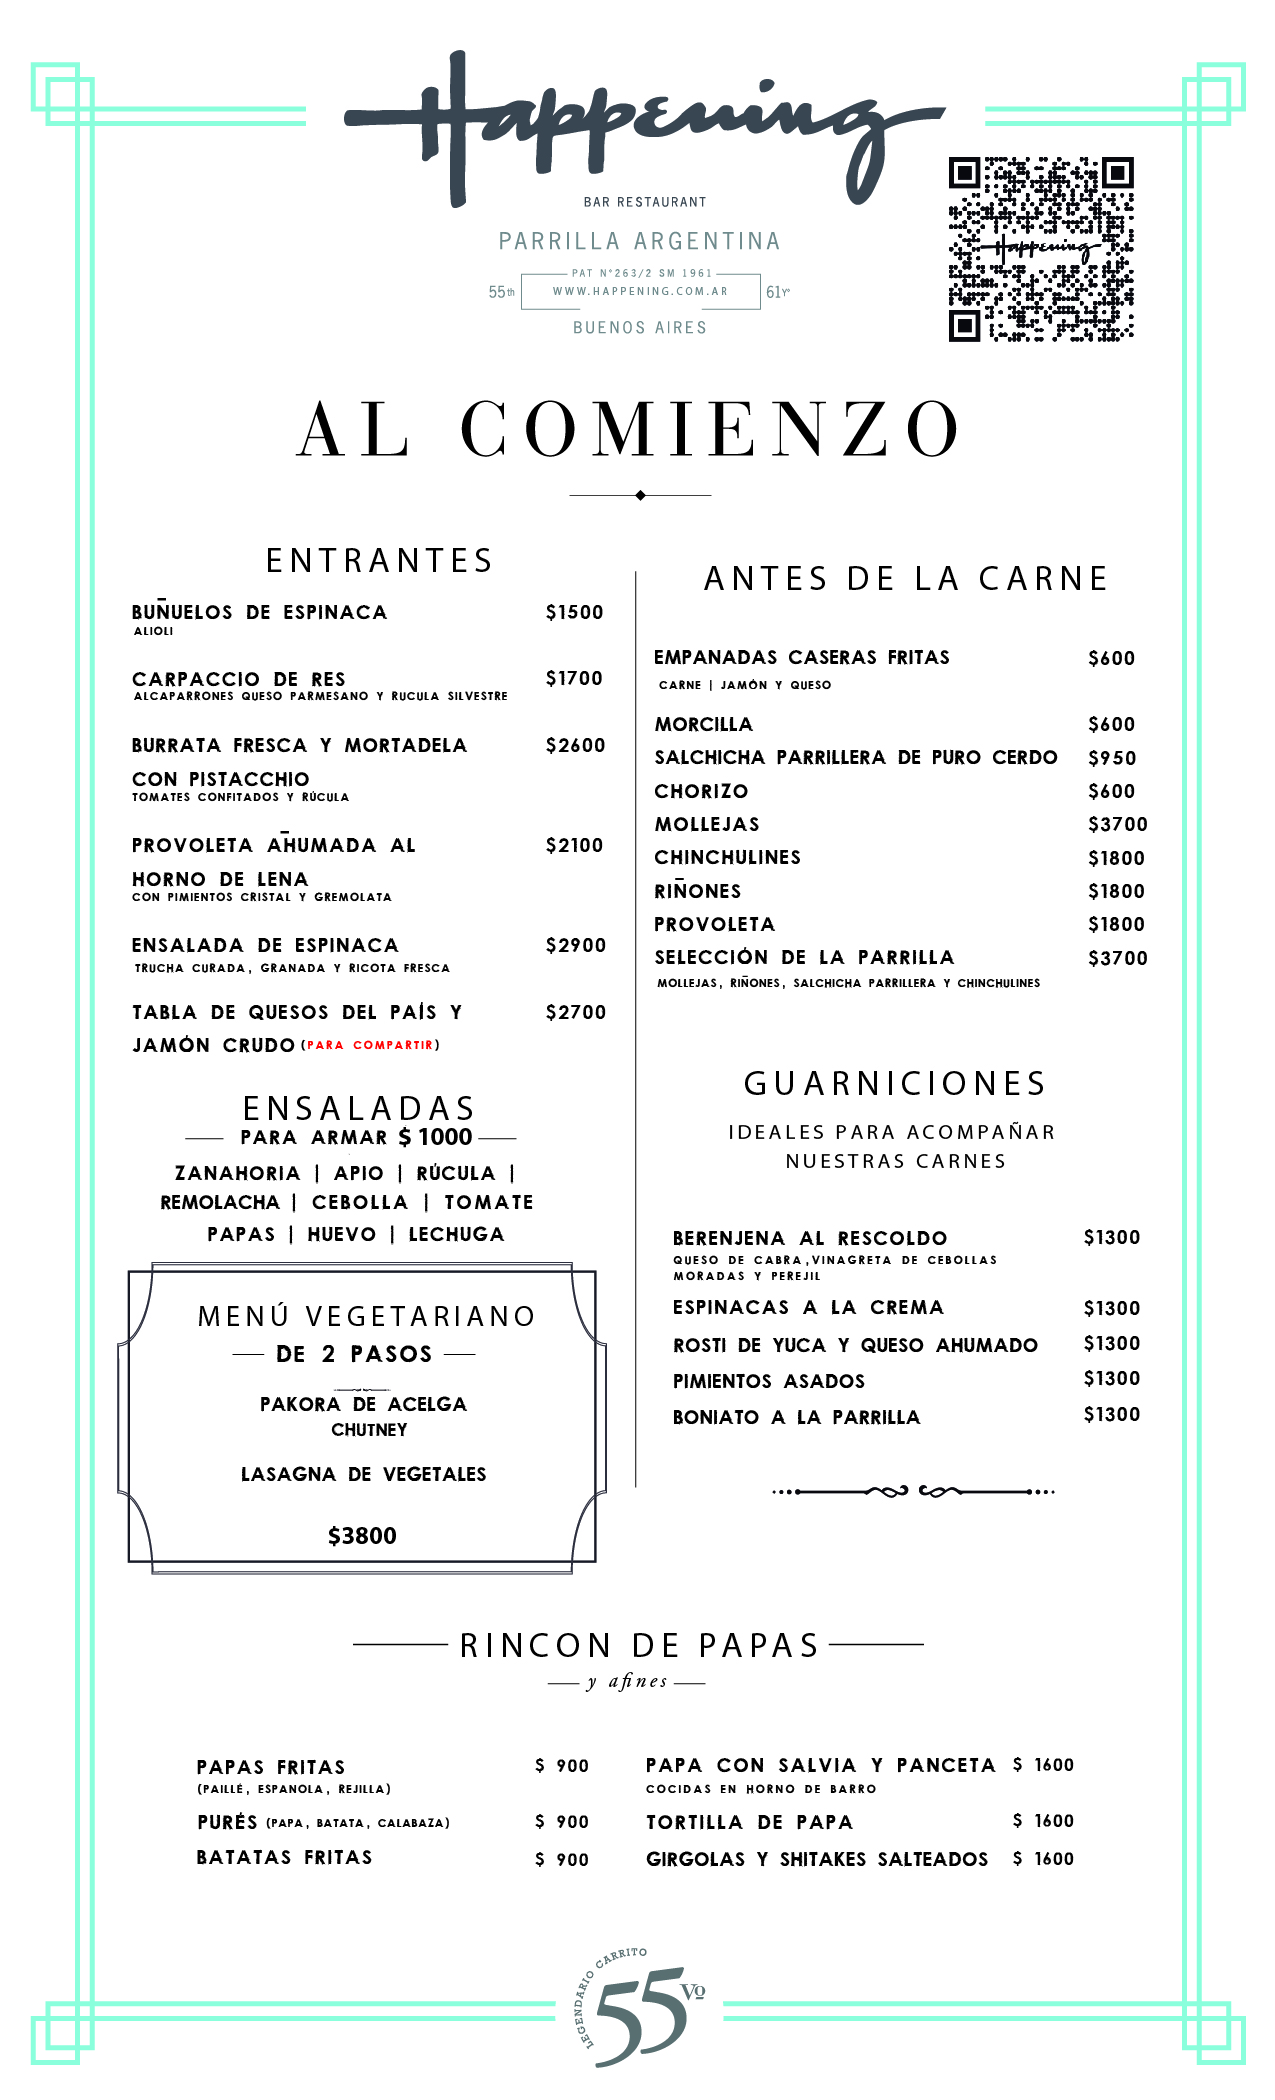 Happening
BAR RESTAURANT
PARRILLA ARGENTINA
PAT N°263/2 SM 1961
55th WWW.HAPPENING.COM.AR 61Yº
BUENOS AIRES
Happening
AL COMIENZO
ENTRANTES
BUÑUELOS DE ESPINACA $1500
ALIOLI
CARPACCIO DE RES $1700
ALCAPARRONES QUESO PARMESANO Y RUCULA SILVESTRE
BURRATA FRESCA Y MORTADELA $2600
CON PISTACCHIO
TOMATES CONFITADOS Y RÚCULA
PROVOLETA AHUMADA AL $2100
HORNO DE LENA
CON PIMIENTOS CRISTAL Y GREMOLATA
ENSALADA DE ESPINACA $2900
TRUCHA CURADA, GRANADA Y RICOTA FRESCA
TABLA DE QUESOS DEL PAÍS Y $2700
JAMÓN CRUDO (PARA COMPARTIR)
ENSALADAS
PARA ARMAR $1000
ZANAHORIA | APIO | RÚCULA |
REMOLACHA | CEBOLLA | TOMATE
PAPAS | HUEVO | LECHUGA
MENÚ VEGETARIANO
DE 2 PASOS
PAKORA DE ACELGA
CHUTNEY
LASAGNA DE VEGETALES
$3800
ANTES DE LA CARNE
EMPANADAS CASERAS FRITAS $600
CARNE | JAMÓN Y QUESO
MORCILLA $600
SALCHICHA PARRILLERA DE PURO CERDO $950
CHORIZO $600
MOLLEJAS $3700
CHINCHULINES $1800
RIÑONES $1800
PROVOLETA $1800
SELECCIÓN DE LA PARRILLA $3700
MOLLEJAS, RIÑONES, SALCHICHA PARRILLERA Y CHINCHULINES
GUARNICIONES
IDEALES PARA ACOMPAÑAR
NUESTRAS CARNES
BERENJENA AL RESCOLDO $1300
QUESO DE CABRA,VINAGRETA DE CEBOLLAS
MORADAS Y PEREJIL
ESPINACAS A LA CREMA $1300
ROSTI DE YUCA Y QUESO AHUMADO $1300
PIMIENTOS ASADOS $1300
BONIATO A LA PARRILLA $1300
RINCON DE PAPAS
y afines
PAPAS FRITAS $ 900
(PAILLÉ, ESPANOLA, REJILLA)
PURÉS (PAPA, BATATA, CALABAZA) $ 900
BATATAS FRITAS $ 900
PAPA CON SALVIA Y PANCETA $ 1600
COCIDAS EN HORNO DE BARRO
TORTILLA DE PAPA $ 1600
GIRGOLAS Y SHITAKES SALTEADOS $ 1600
LEGENDARIO CARRITO
55 Vº